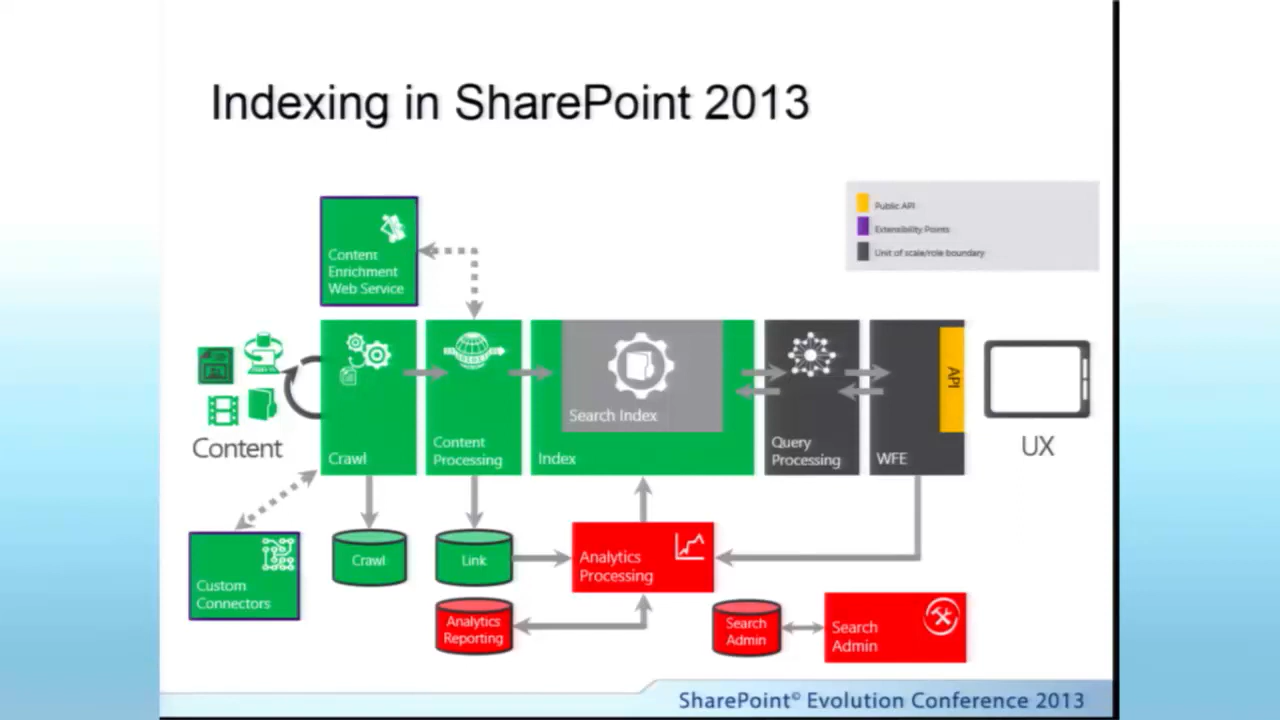 Indexing in SharePoint 2013
Public API
Extensibility Points
Unit of scale/role boundary
Content
Enrichment
Web Service
Content
Crawl
Content
Processing
Search Index
Index
Query
Processing
API
WFE
UX
Custom
Connectors
Crawl
Link
Analytics
Processing
Analytics
Reporting
Search
Admin
Search
Admin
SharePoint© Evolution Conference 2013